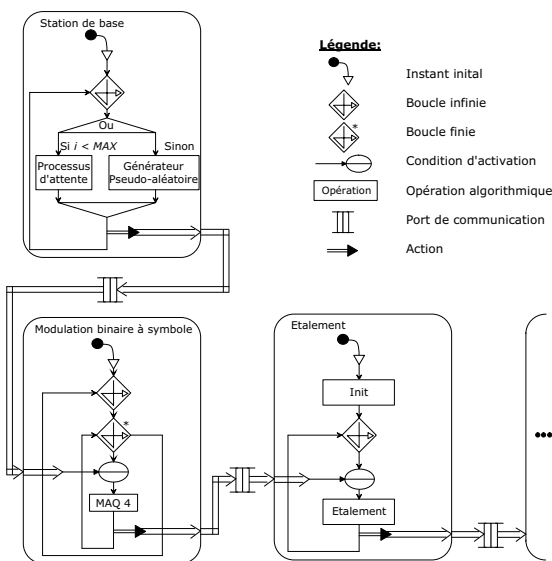 Station de base
Ou
Si i < MAX
Sinon
Processus
d'attente
Générateur
Pseudo-aléatoire
Légende:
Instant inital
Boucle infinie
*
Boucle finie
Condition d'activation
Opération
Opération algorithmique
Port de communication
Action
Modulation binaire à symbole
*
MAQ 4
Etalement
Init
Etalement
•••